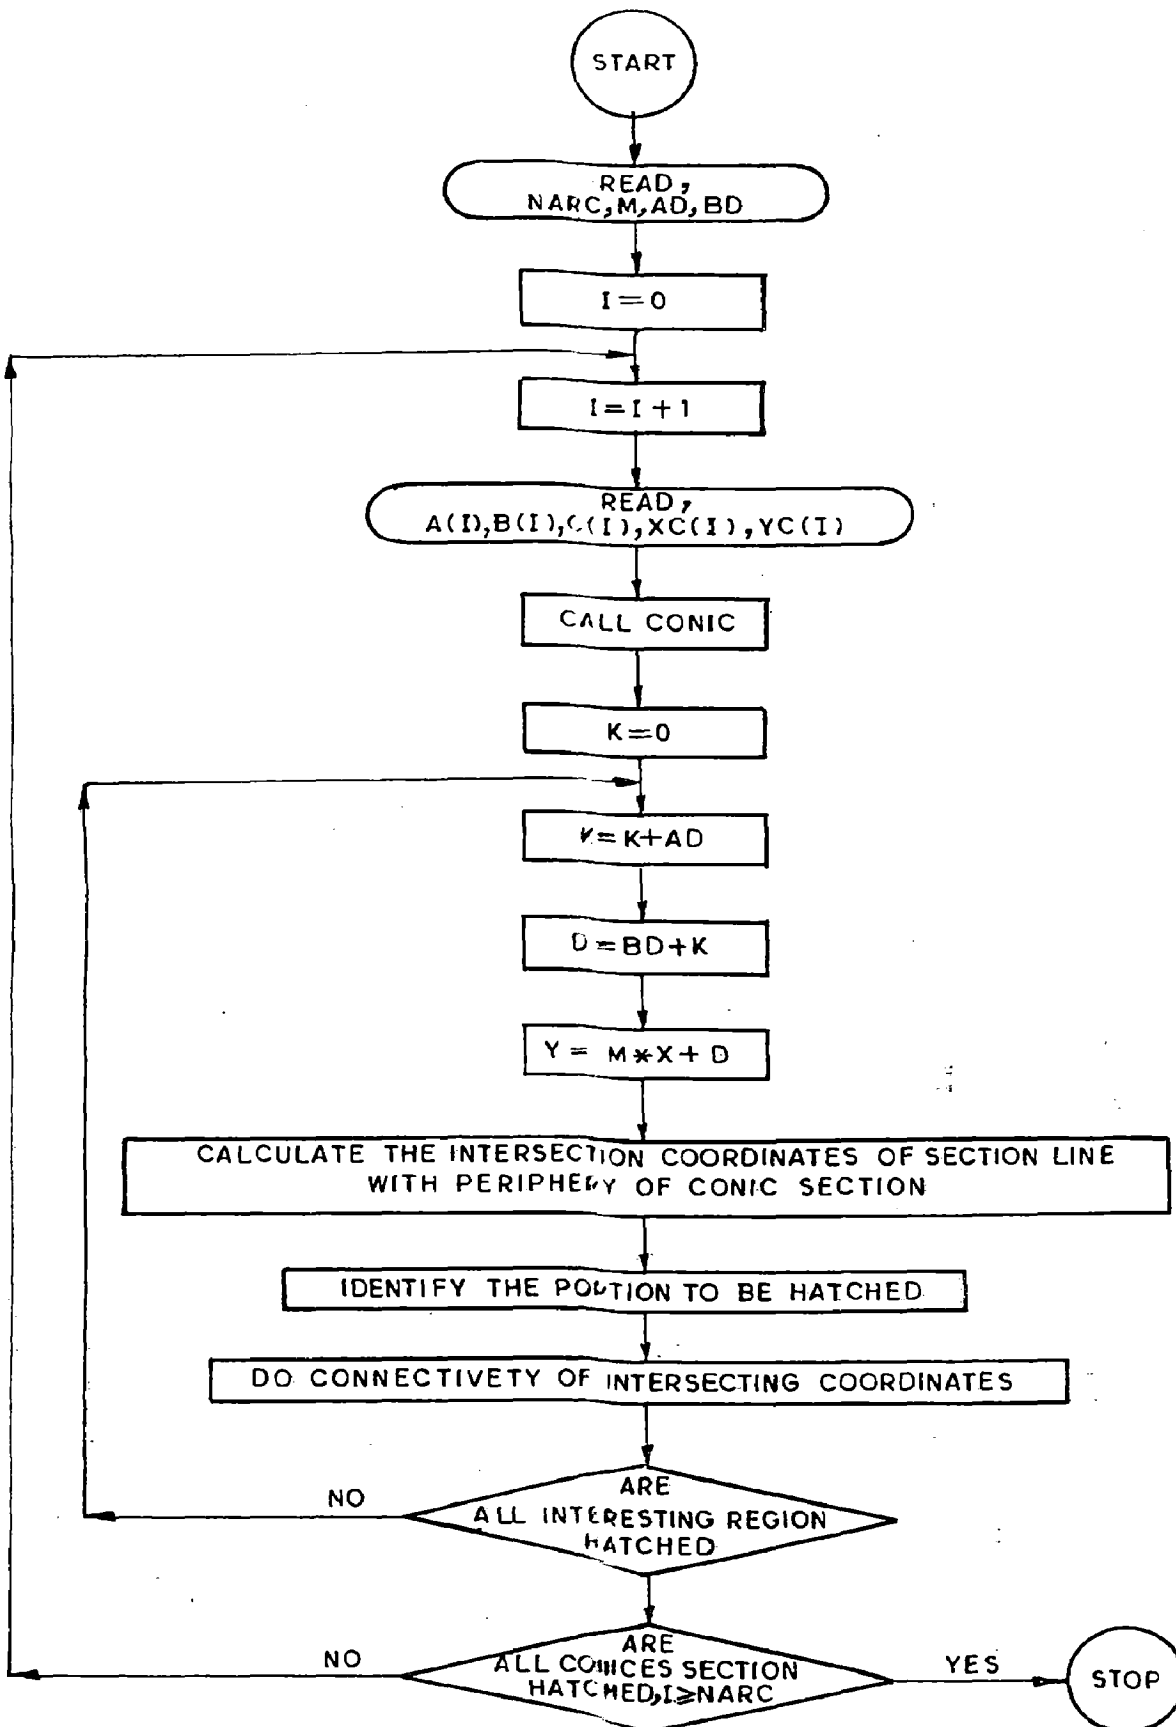 START
READ,
NARC,M,AD,BD
I=0
I=I+1
READ,
A(I),B(I),C(I),XC(I),YC(I)
CALL CONIC
K=0
K=K+AD
D=BD+K
Y= M*X+D
CALCULATE THE INTERSECTION COORDINATES OF SECTION LINE
WITH PERIPHERY OF CONIC SECTION
IDENTIFY THE PORTION TO BE HATCHED
DO CONNECTIVETY OF INTERSECTING COORDINATES
NO
ARE
ALL INTERESTING REGION
HATCHED
NO
ARE
ALL CONICES SECTION
HATCHED,I≥NARC
YES
STOP